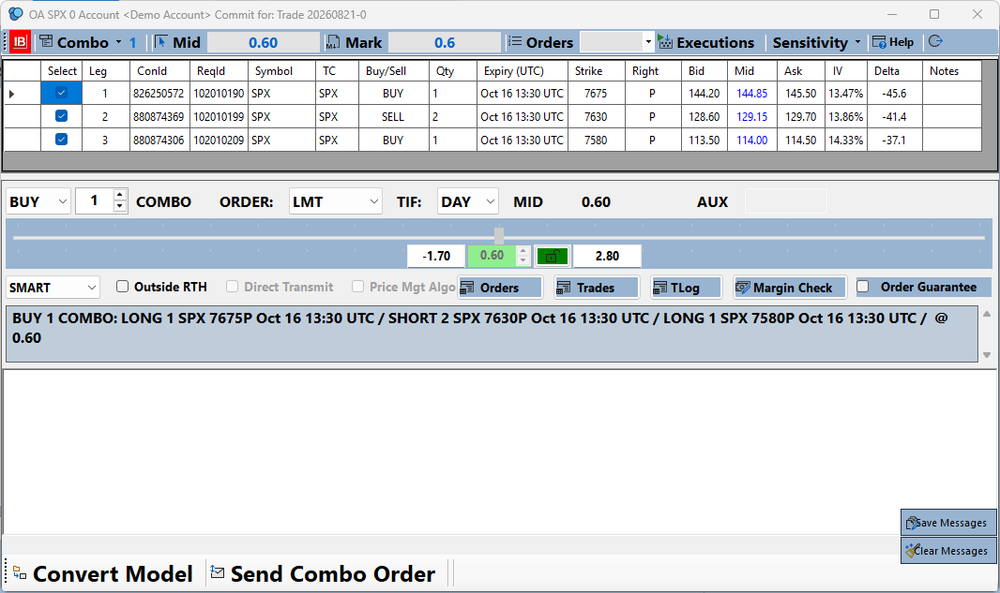 OA SPX 0 Account <Demo Account> Commit for: Trade 20260821-0
IB Combo 1 Mid 0.60 Mark 0.6 Orders Executions Sensitivity Help
Select Leg ConId ReqId Symbol TC Buy/Sell Qty Expiry (UTC) Strike Right Bid Mid Ask IV Delta Notes
1 826250572 102010190 SPX SPX BUY 1 Oct 16 13:30 UTC 7675 P 144.20 144.85 145.50 13.47% -45.6
2 880874369 102010199 SPX SPX SELL 2 Oct 16 13:30 UTC 7630 P 128.60 129.15 129.70 13.86% -41.4
3 880874306 102010209 SPX SPX BUY 1 Oct 16 13:30 UTC 7580 P 113.50 114.00 114.50 14.33% -37.1
BUY 1 COMBO ORDER: LMT TIF: DAY MID 0.60 AUX
-1.70 0.60 2.80
SMART Outside RTH Direct Transmit Price Mgt Algo Orders Trades TLog Margin Check Order Guarantee
BUY 1 COMBO: LONG 1 SPX 7675P Oct 16 13:30 UTC / SHORT 2 SPX 7630P Oct 16 13:30 UTC / LONG 1 SPX 7580P Oct 16 13:30 UTC / @
0.60
Save Messages
Clear Messages
Convert Model Send Combo Order